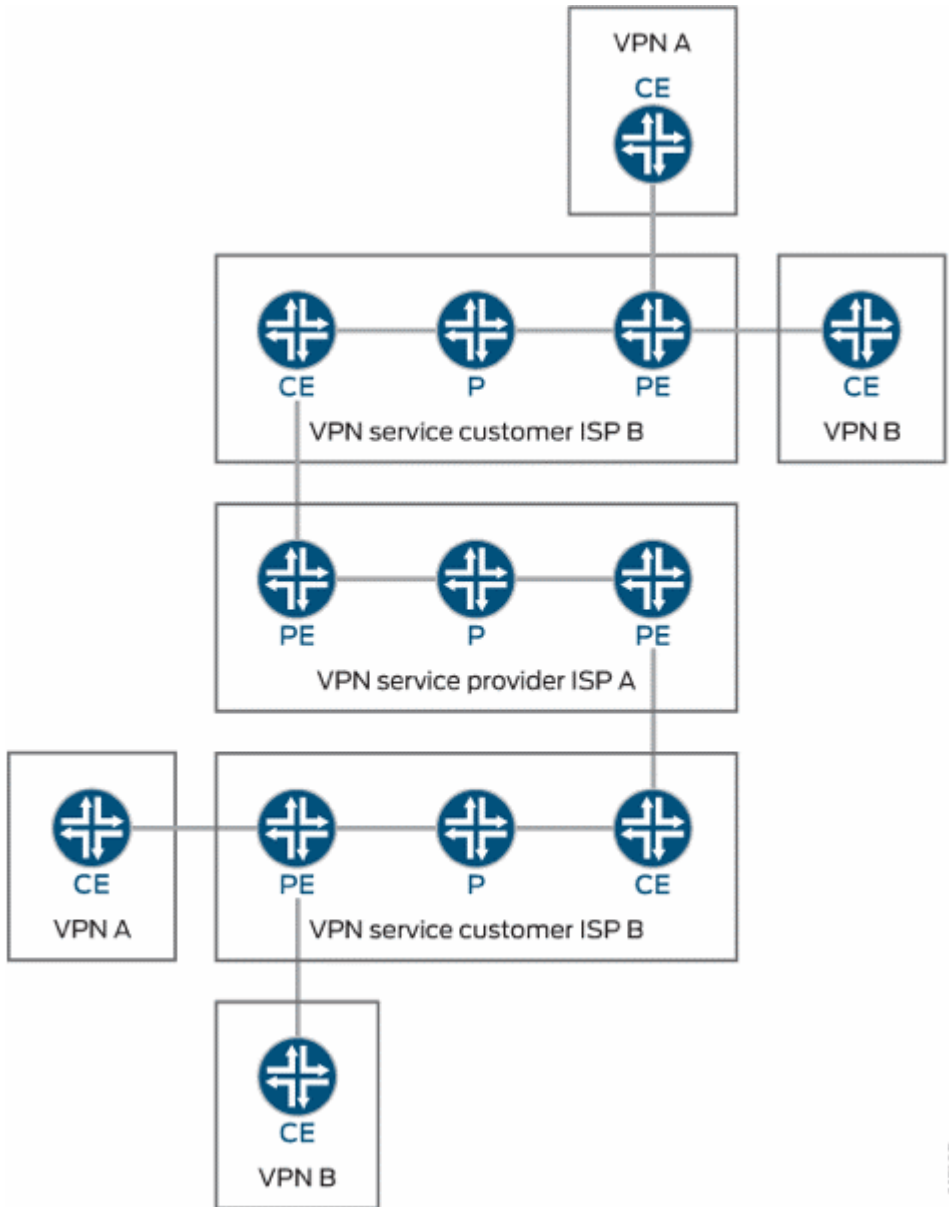 VPN A
CE
CE P PE CE
VPN service customer ISP B VPN B
PE P PE
VPN service provider ISP A
CE PE P CE
VPN A VPN service customer ISP B
CE
VPN B